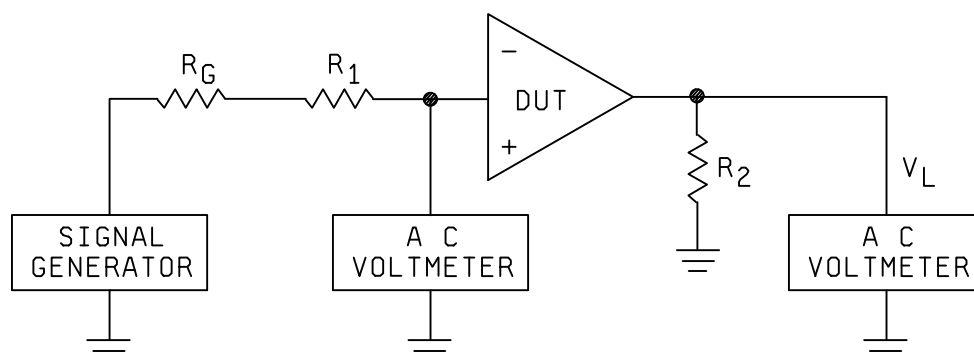 R_G
R_1
−
DUT
+
R_2
V_L
SIGNAL
GENERATOR
A C
VOLTMETER
A C
VOLTMETER